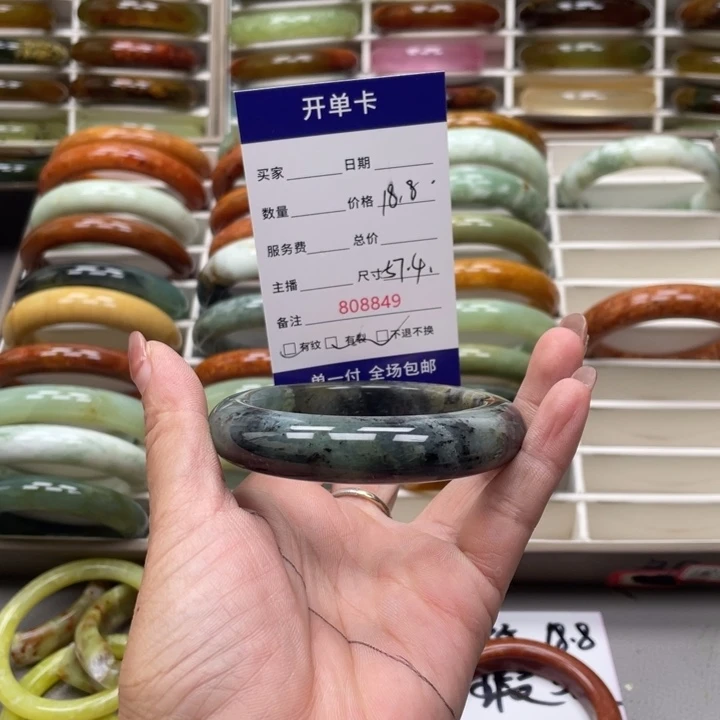 开单卡
买家 日期
数量 价格 18.8.
服务费 总价
主播 尺寸 57.4.
808849
备注
有纹 有裂 不退不换
单一付 全场包邮
18.8